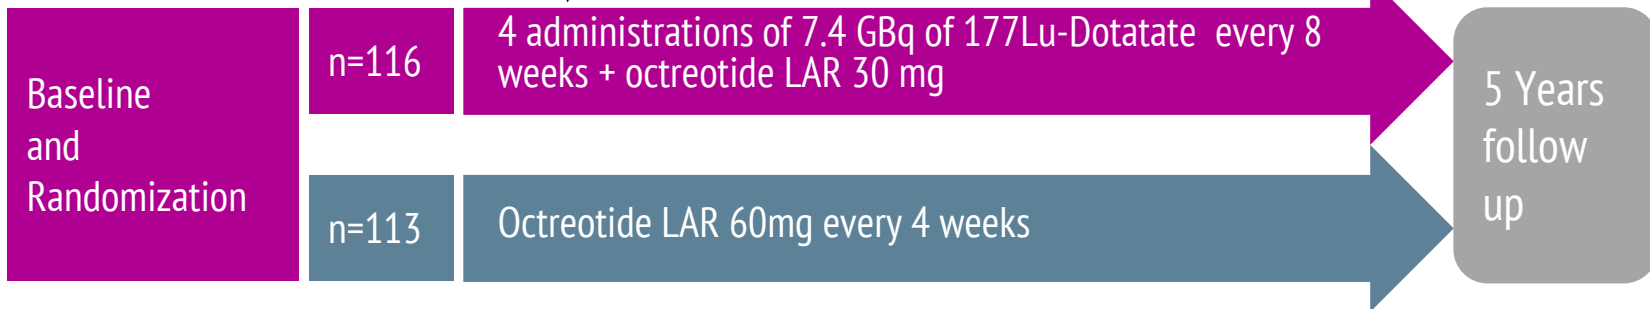 Baseline
and
Randomization
n=116
4 administrations of 7.4 GBq of 177Lu-Dotatate every 8
weeks + octreotide LAR 30 mg
n=113
Octreotide LAR 60mg every 4 weeks
5 Years
follow
up